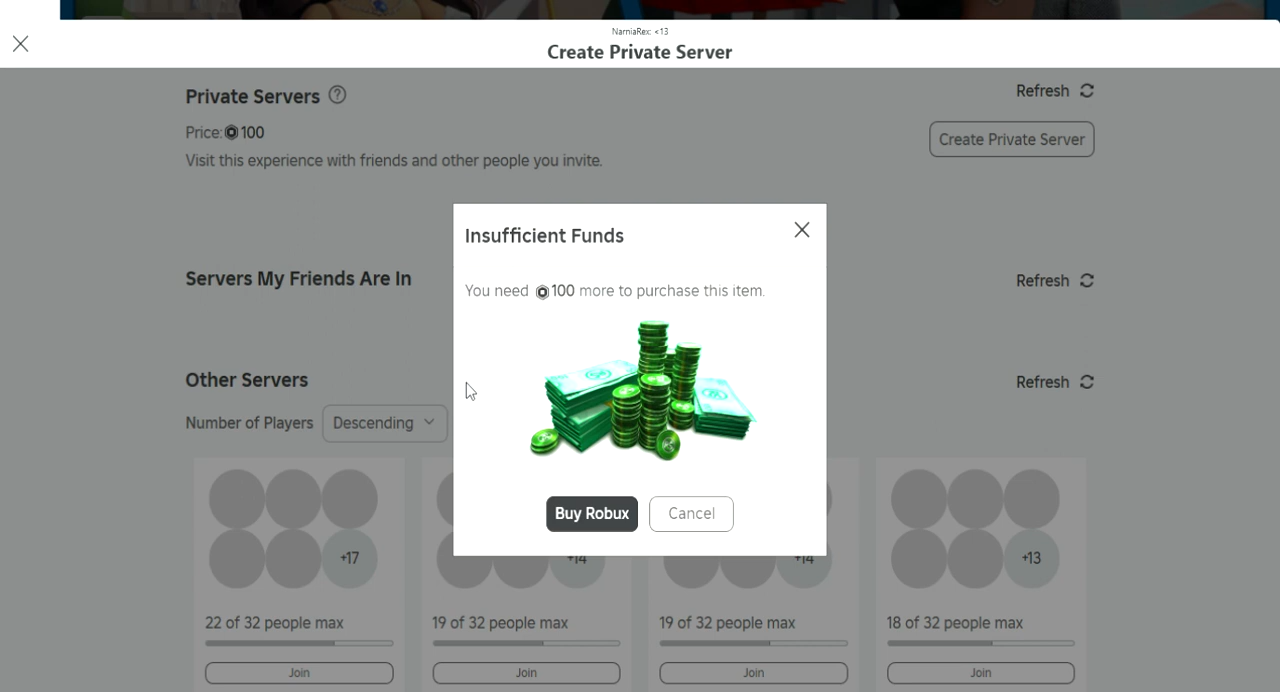 NarniaRex: <13
Create Private Server
Private Servers
Refresh
Price: 100
Create Private Server
Visit this experience with friends and other people you invite.
Insufficient Funds
You need 100 more to purchase this item.
Servers My Friends Are In
Refresh
Other Servers
Refresh
Number of Players Descending
Buy Robux Cancel
+17 +14 +14 +13
22 of 32 people max 19 of 32 people max 19 of 32 people max 18 of 32 people max
Join Join Join Join